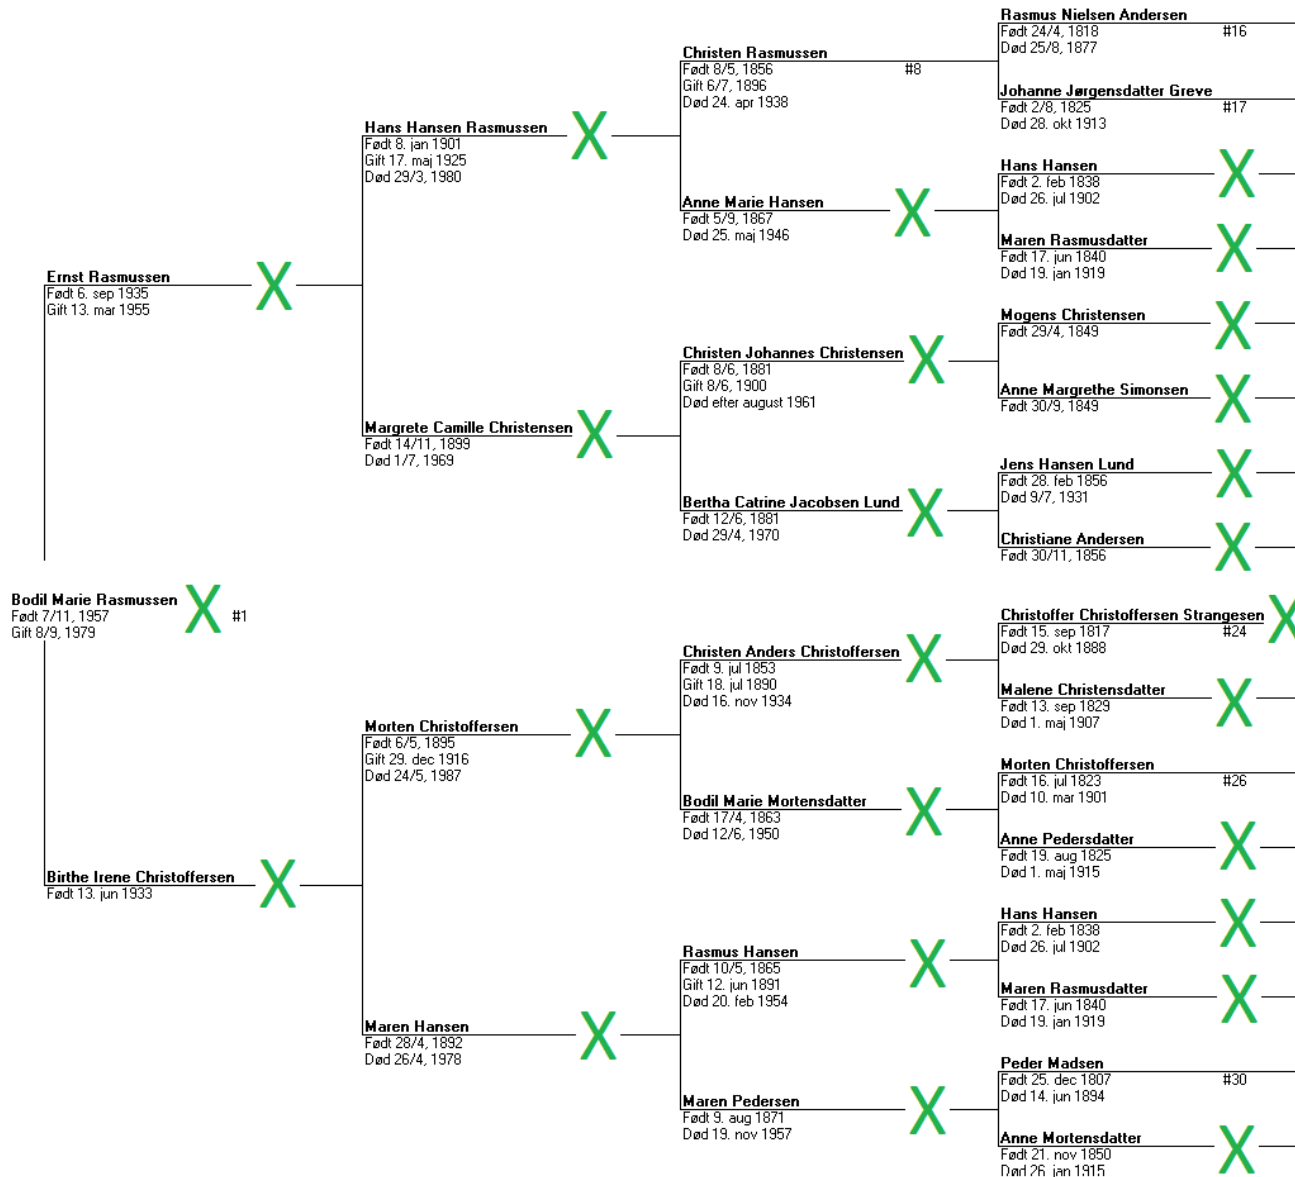 Rasmus Nielsen Andersen
Født 24/4, 1818 #16
Død 25/8, 1877
Christen Rasmussen
Født 8/5, 1856 #8
Gift 6/7, 1896
Død 24. apr 1938
Johanne Jørgensdatter Greve
Født 2/8, 1825 #17
Død 28. okt 1913
Hans Hansen Rasmussen X
Født 8. jan 1901
Gift 17. maj 1925
Død 29/3, 1980
Hans Hansen X
Født 2. feb 1838
Død 26. jul 1902
Anne Marie Hansen X
Født 5/9, 1867
Død 25. maj 1946
Maren Rasmusdatter X
Født 17. jun 1840
Død 19. jan 1919
Ernst Rasmussen X
Født 6. sep 1935
Gift 13. mar 1955
Mogens Christensen X
Født 29/4, 1849
Christen Johannes Christensen X
Født 8/6, 1881
Gift 8/6, 1900
Død efter august 1961
Anne Margrethe Simonsen X
Født 30/9, 1849
Margrete Camille Christensen X
Født 14/11, 1899
Død 1/7, 1969
Jens Hansen Lund X
Født 28. feb 1856
Død 9/7, 1931
Bertha Catrine Jacobsen Lund X
Født 12/6, 1881
Død 29/4, 1970
Christiane Andersen X
Født 30/11, 1856
Bodil Marie Rasmussen X
Født 7/11, 1957 #1
Gift 8/9, 1979
Christoffer Christoffersen Strangesen X
Født 15. sep 1817 #24
Død 29. okt 1888
Christen Anders Christoffersen X
Født 9. jul 1853
Gift 18. jul 1890
Død 16. nov 1934
Malene Christensdatter X
Født 13. sep 1829
Død 1. maj 1907
Morten Christoffersen X
Født 6/5, 1895
Gift 29. dec 1916
Død 24/5, 1987
Morten Christoffersen
Født 16. jul 1823 #26
Død 10. mar 1901
Bodil Marie Mortensdatter X
Født 17/4, 1863
Død 12/6, 1950
Anne Pedersdatter X
Født 19. aug 1825
Død 1. maj 1915
Birthe Irene Christoffersen X
Født 13. jun 1933
Hans Hansen X
Født 2. feb 1838
Død 26. jul 1902
Rasmus Hansen X
Født 10/5, 1865
Gift 12. jun 1891
Død 20. feb 1954
Maren Rasmusdatter X
Født 17. jun 1840
Død 19. jan 1919
Maren Hansen X
Født 28/4, 1892
Død 26/4, 1978
Peder Madsen
Født 25. dec 1807 #30
Død 14. jun 1894
Maren Pedersen X
Født 9. aug 1871
Død 19. nov 1957
Anne Mortensdatter X
Født 21. nov 1850
Død 26. jan 1915